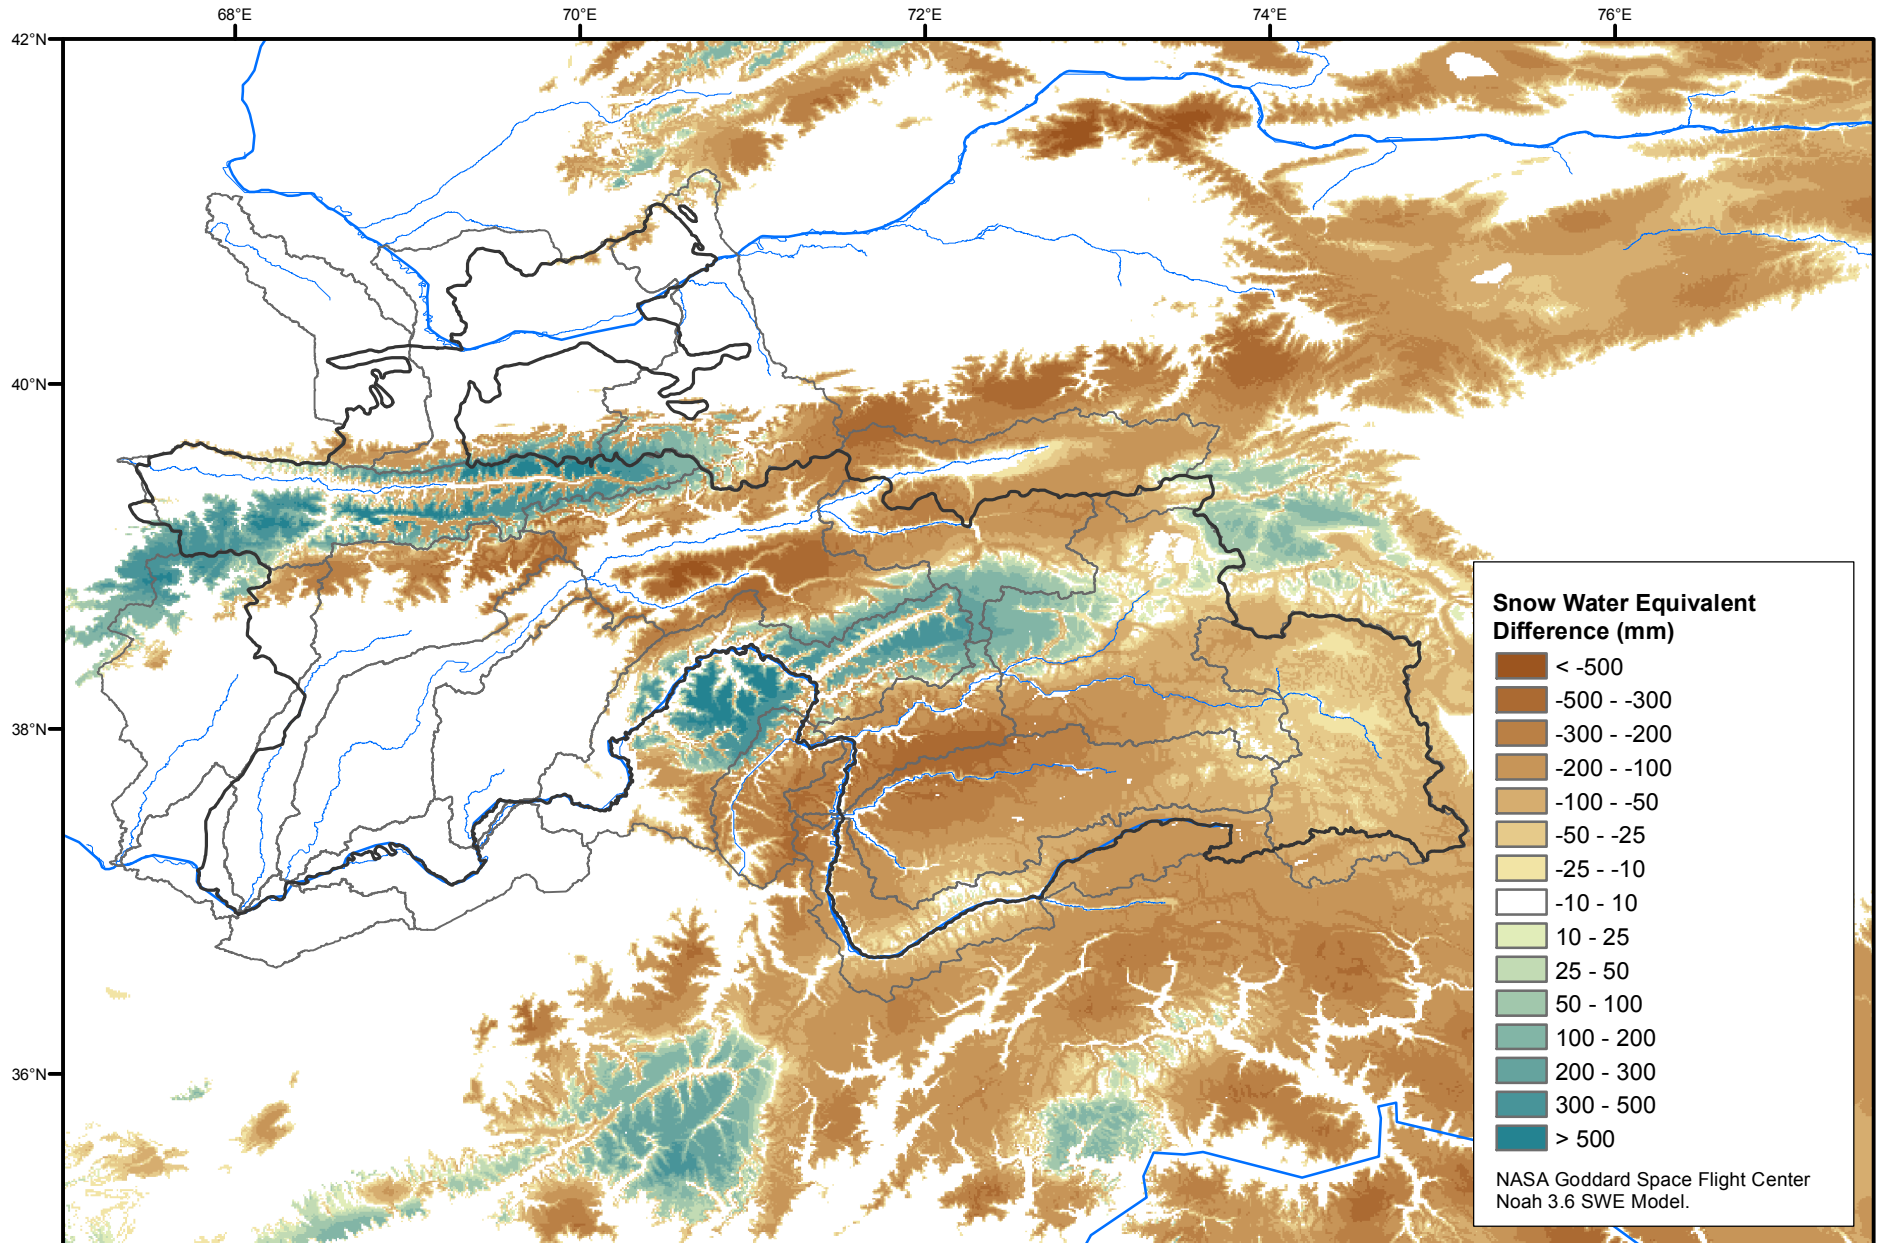 68°E
70°E
72°E
74°E
76°E
42°N
40°N
38°N
36°N
Snow Water Equivalent
Difference (mm)
< -500
-500 - -300
-300 - -200
-200 - -100
-100 - -50
-50 - -25
-25 - -10
-10 - 10
10 - 25
25 - 50
50 - 100
100 - 200
200 - 300
300 - 500
> 500
NASA Goddard Space Flight Center
Noah 3.6 SWE Model.